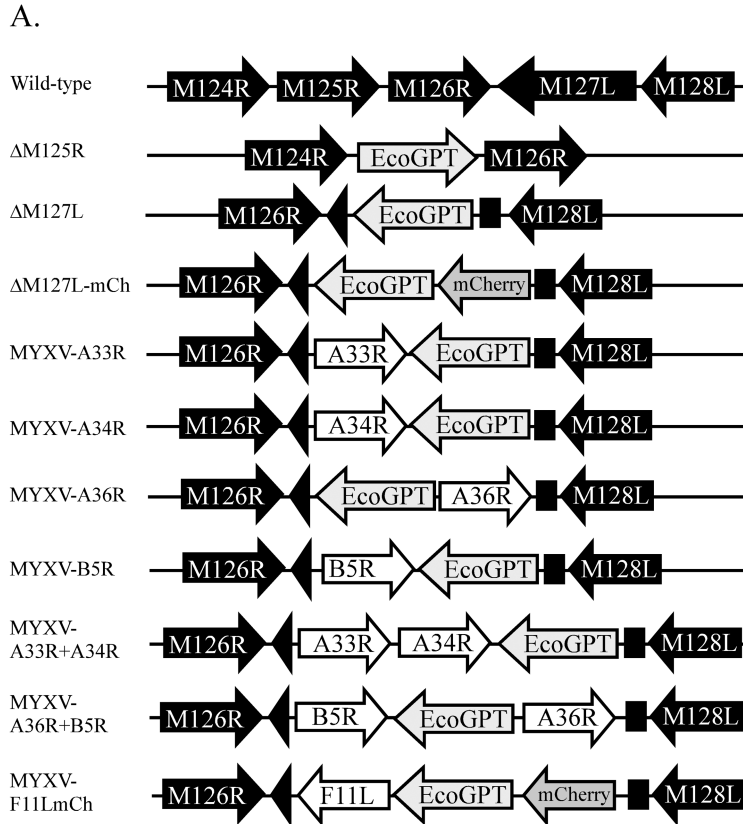 A.
Wild-type M124R M125R M126R M127L M128L
ΔM125R M124R EcoGPT M126R
ΔM127L M126R EcoGPT M128L
ΔM127L-mCh M126R EcoGPT mCherry M128L
MYXV-A33R M126R A33R EcoGPT M128L
MYXV-A34R M126R A34R EcoGPT M128L
MYXV-A36R M126R EcoGPT A36R M128L
MYXV-B5R M126R B5R EcoGPT M128L
MYXV-
A33R+A34R M126R A33R A34R EcoGPT M128L
MYXV-
A36R+B5R M126R B5R EcoGPT A36R M128L
MYXV-
F11LmCh M126R F11L EcoGPT mCherry M128L